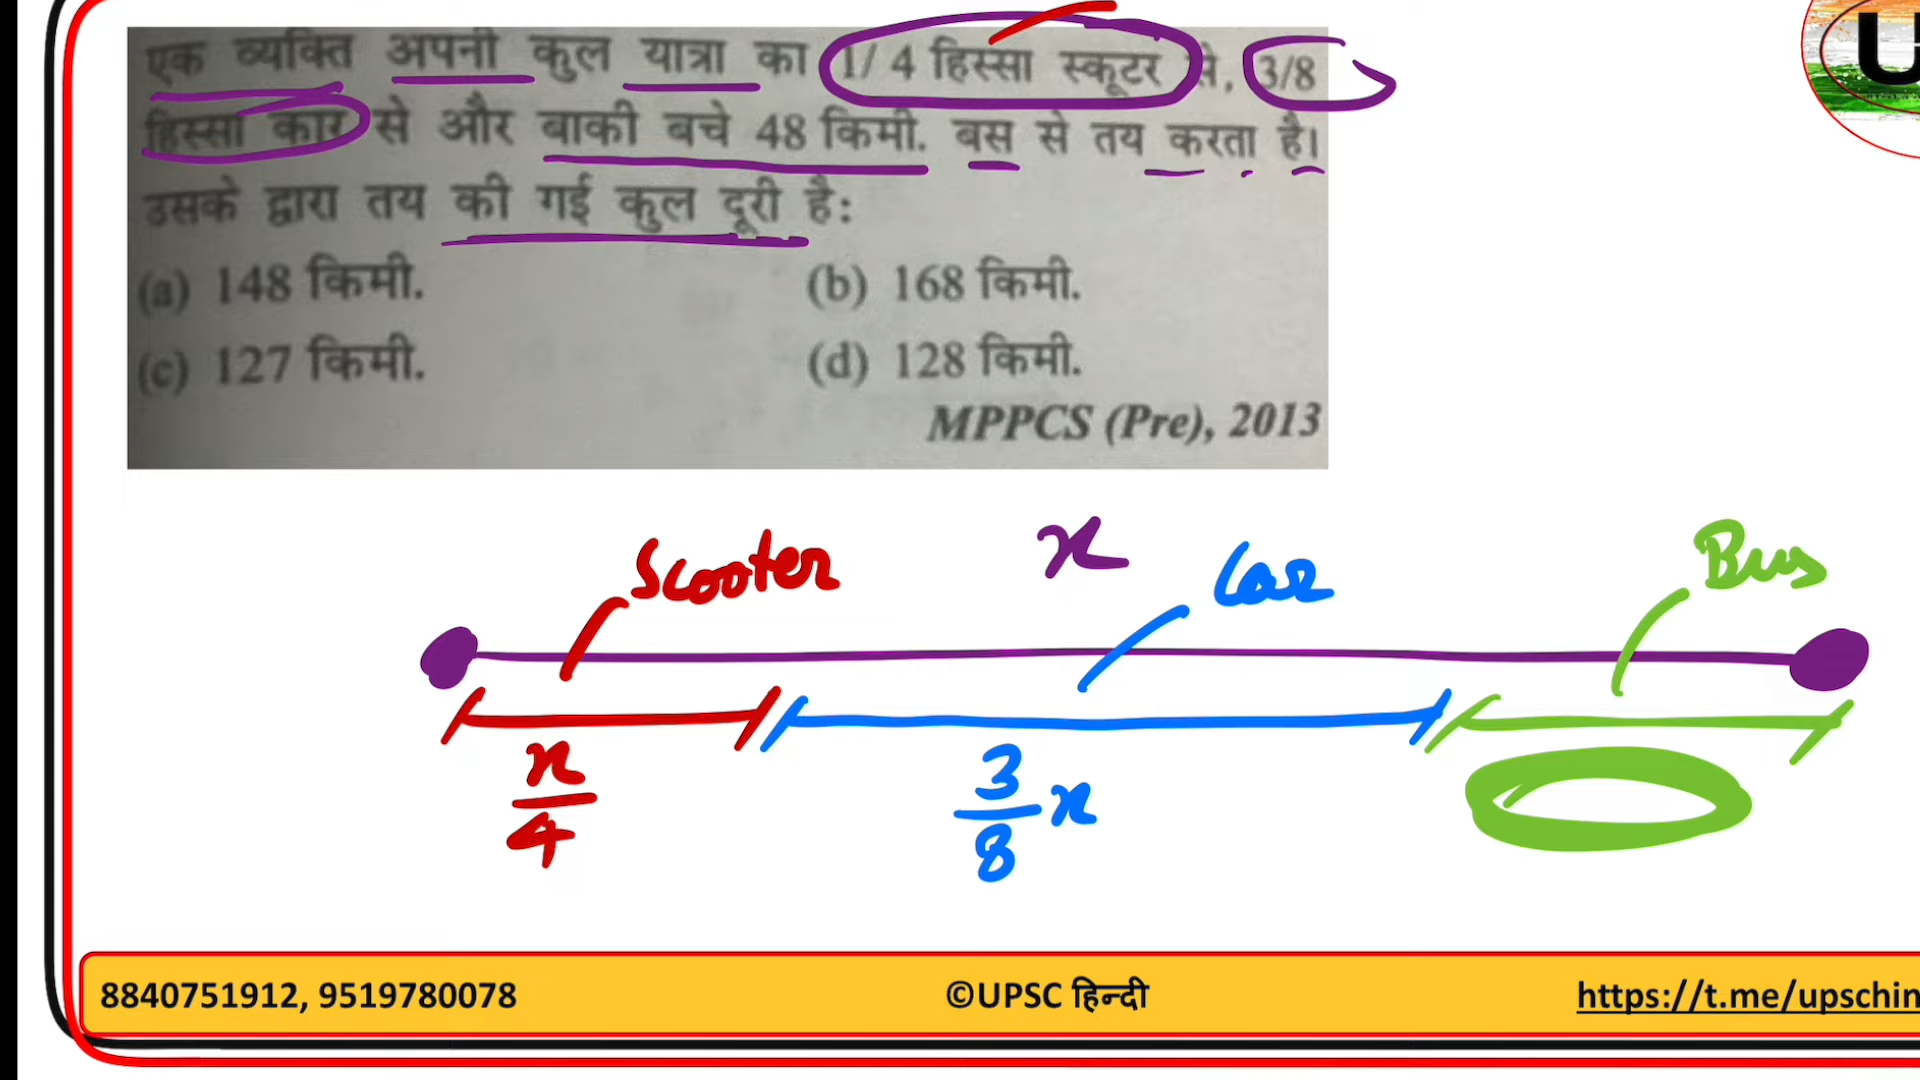 एक व्यक्ति अपनी कुल यात्रा का 1/ 4 हिस्सा स्कूटर से, 3/8
हिस्सा कार से और बाकी बचे 48 किमी. बस से तय करता है।
उसके द्वारा तय की गई कुल दूरी है:
(a) 148 किमी. (b) 168 किमी.
(c) 127 किमी. (d) 128 किमी.
MPPCS (Pre), 2013
Scooter x Car Bus
x/4 3/8 x
8840751912, 9519780078 ©UPSC हिन्दी https://t.me/upschin